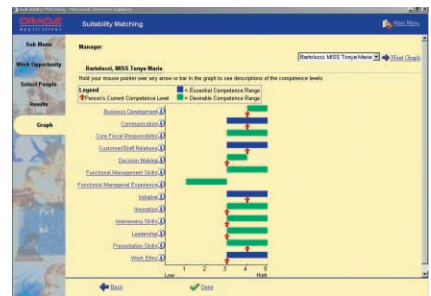 Suitability Matching - Microsoft Internet Explorer
ORACLE
Applications
Suitability Matching
Main Menu
Sub Menu
Work Opportunity
Select People
Results
Graph
Manager
Bartolucci, MISS Tonya Maria
Next Graph
Bartolucci, MISS Tonya Maria
Hold your mouse pointer over any arrow or bar in the graph to see descriptions of the competence levels.
Legend
= Essential Competence Range
Person's Current Competence Level
= Desirable Competence Range
Business Development
Communication
Core Fiscal Responsibility
Customer/Staff Relations
Decision Making
Functional Management Skills
Functional Managerial Experience
Initiative
Innovation
Interviewing Skills
Leadership
Presentation Skills
Work Ethic
1 2 3 4 5
Low High
Back
Done